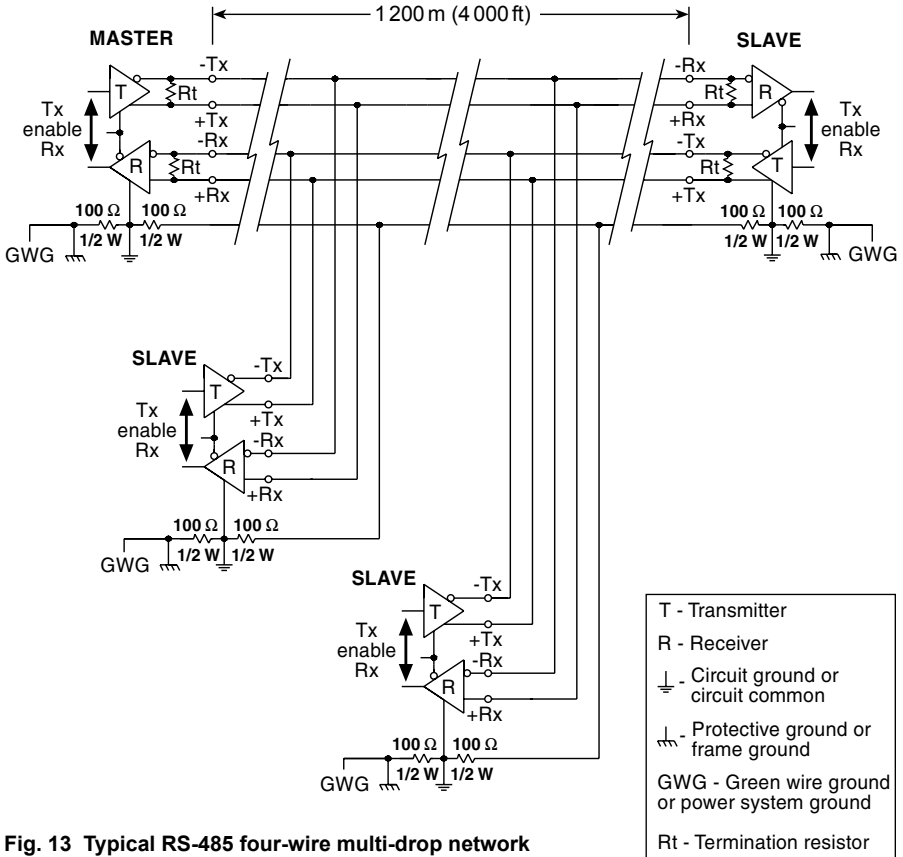 1200 m (4 000 ft)
MASTER
SLAVE
-Tx
-Rx
T
Rt
Rt
R
Tx
enable
Rx
+Tx
-Rx
+Rx
-Tx
Tx
enable
Rx
R
Rt
Rt
T
+Rx
+Tx
100 Ω
100 Ω
1/2 W
1/2 W
GWG
100 Ω
100 Ω
1/2 W
1/2 W
GWG
SLAVE
-Tx
T
Tx
enable
Rx
+Tx
-Rx
R
+Rx
100 Ω
100 Ω
1/2 W
1/2 W
GWG
SLAVE
-Tx
T
Tx
enable
Rx
+Tx
-Rx
R
+Rx
100 Ω
100 Ω
1/2 W
1/2 W
GWG
T - Transmitter
R - Receiver
- Circuit ground or
circuit common
- Protective ground or
frame ground
GWG - Green wire ground
or power system ground
Rt - Termination resistor
Fig. 13 Typical RS-485 four-wire multi-drop network